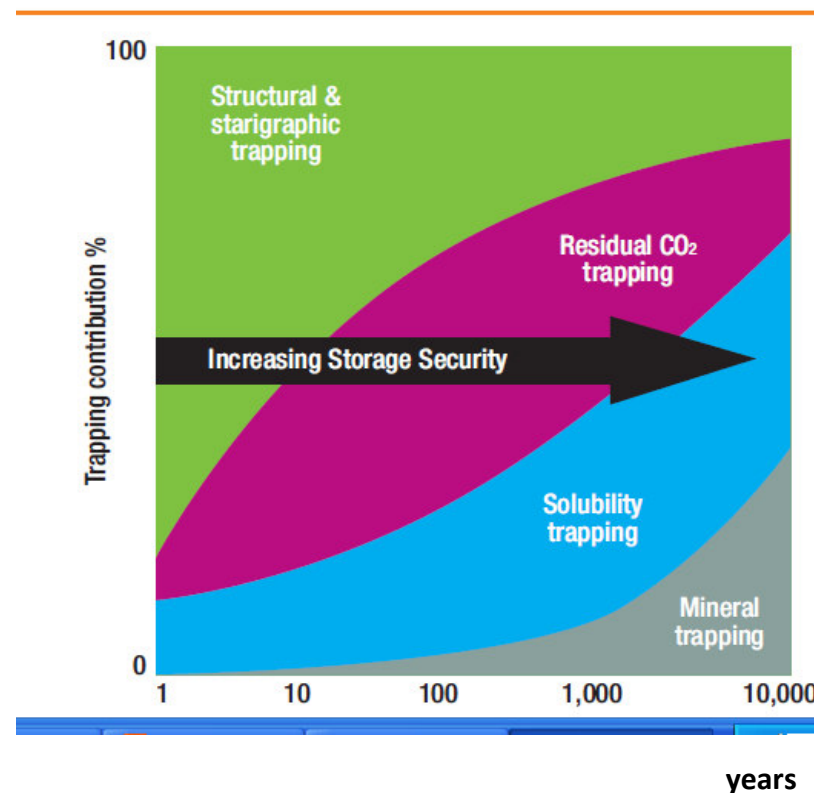 100
Structural &
starigraphic
trapping
Residual CO₂
trapping
Trapping contribution %
Increasing Storage Security
Solubility
trapping
Mineral
trapping
0
1 10 100 1,000 10,000
years